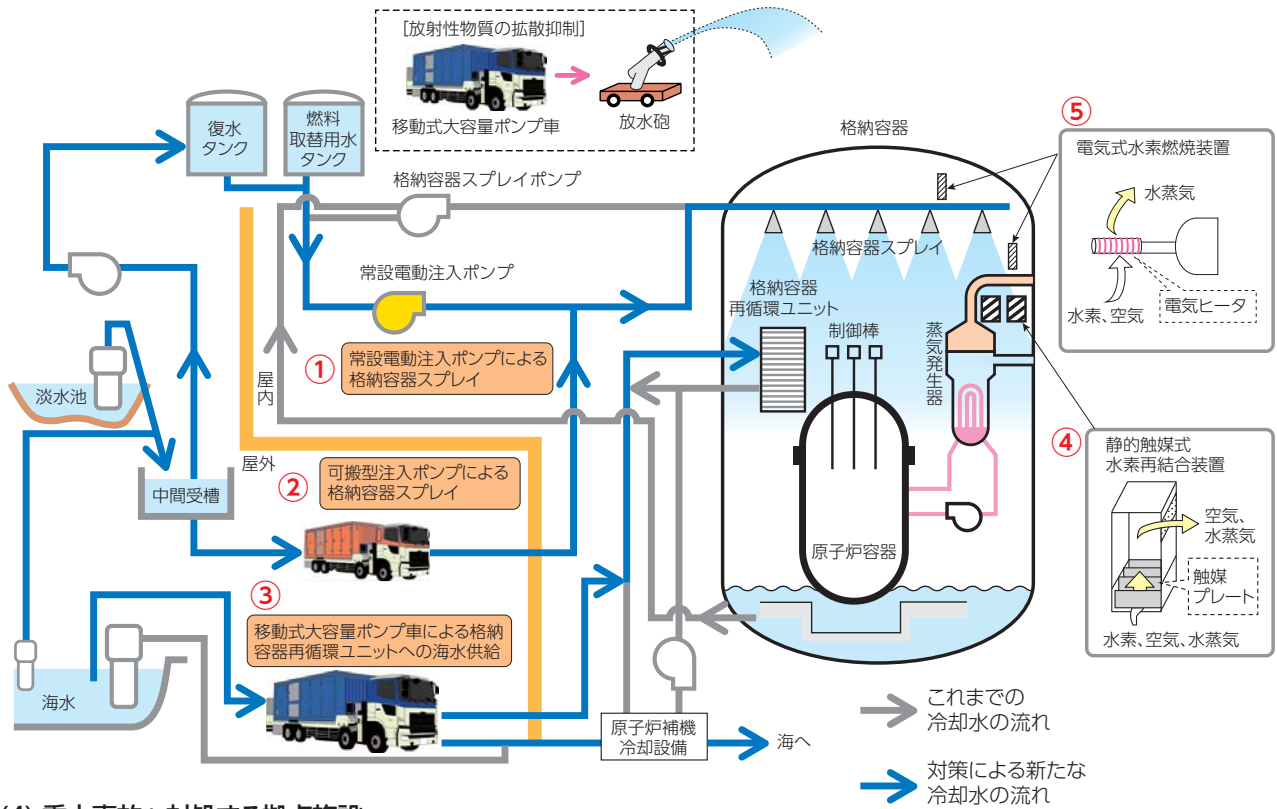 [放射性物質の拡散抑制]
移動式大容量ポンプ車
放水砲
復水
タンク
燃料
取替用水
タンク
格納容器スプレイポンプ
常設電動注入ポンプ
①
常設電動注入ポンプによる
格納容器スプレイ
屋内
屋外
淡水池
中間受槽
②
可搬型注入ポンプによる
格納容器スプレイ
③
移動式大容量ポンプ車による格納
容器再循環ユニットへの海水供給
海水
格納容器
格納容器スプレイ
格納容器
再循環ユニット
制御棒
蒸気発生器
原子炉容器
原子炉補機
冷却設備
海へ
⑤
電気式水素燃焼装置
水蒸気
電気ヒータ
水素、空気
④
静的触媒式
水素再結合装置
空気、
水蒸気
触媒
プレート
水素、空気、水蒸気
これまでの
冷却水の流れ
対策による新たな
冷却水の流れ